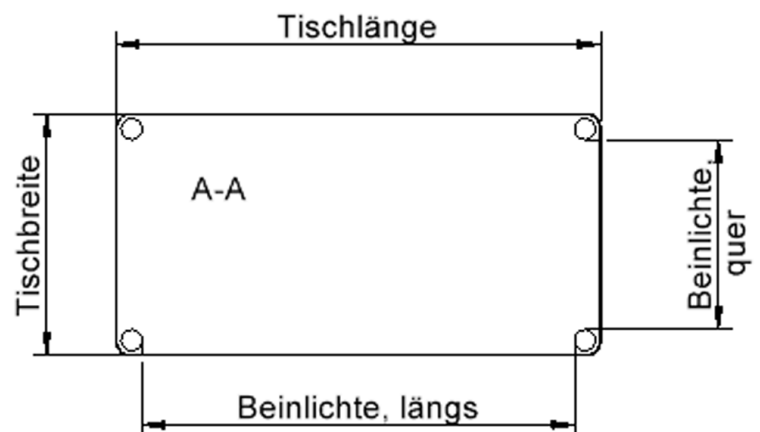 Tischlänge
Tischbreite
A-A
Beinlichte,
quer
Beinlichte, längs